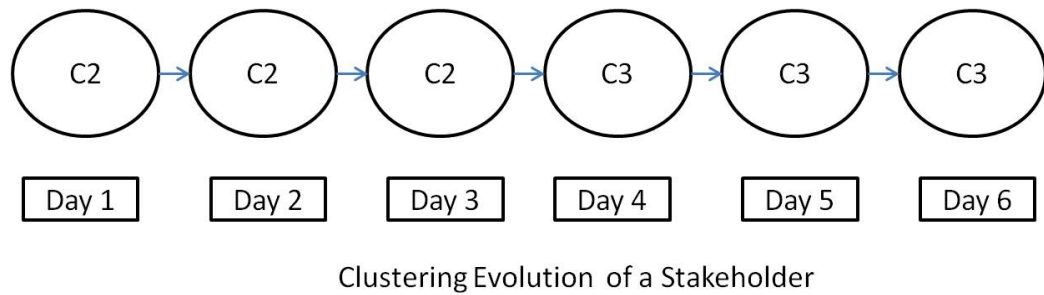 C2 C2 C2 C3 C3 C3
Day 1 Day 2 Day 3 Day 4 Day 5 Day 6
Clustering Evolution of a Stakeholder